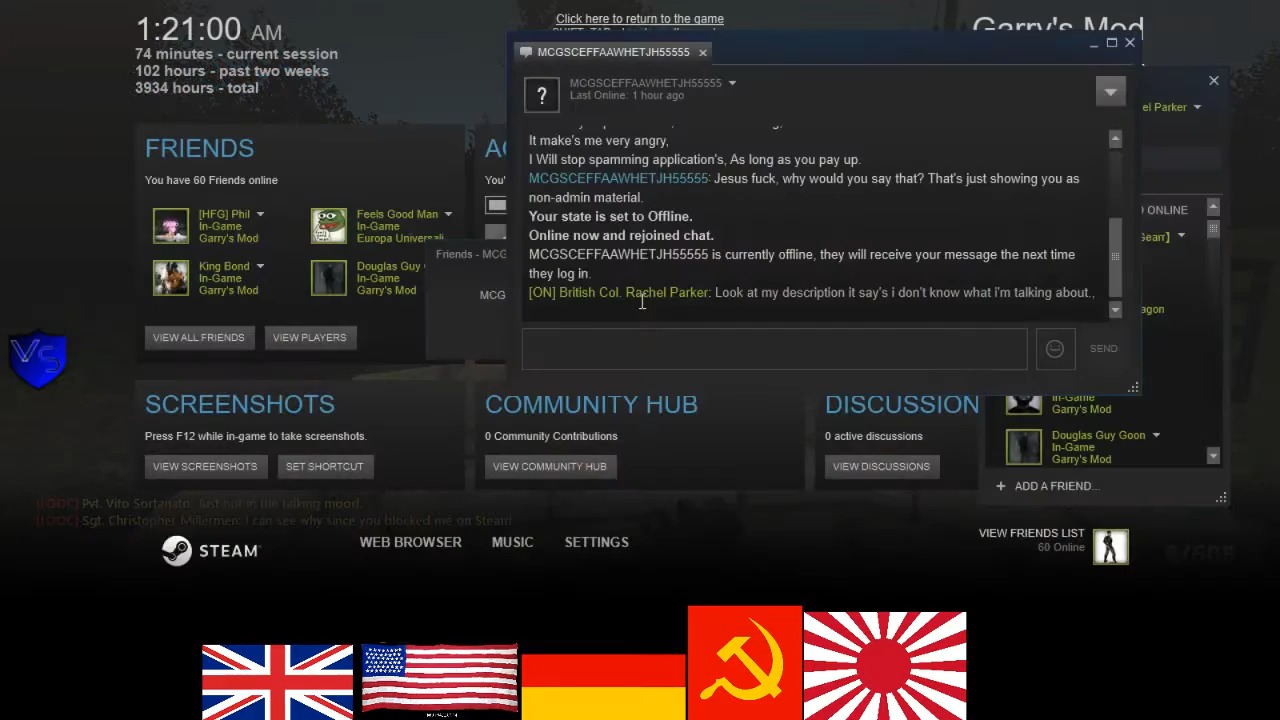 1:21:00 AM
74 minutes - current session
102 hours - past two weeks
3934 hours - total
Click here to return to the game
Garry's Mod
MCGSCEFFAAWHETJH55555
MCGSCEFFAAWHETJH55555
Last Online: 1 hour ago
el Parker
It make's me very angry,
I Will stop spamming application's, As long as you pay up.
MCGSCEFFAAWHETJH55555: Jesus fuck, why would you say that? That's just showing you as
non-admin material.
Your state is set to Offline.
Online now and rejoined chat.
MCGSCEFFAAWHETJH55555 is currently offline, they will receive your message the next time
they log in.
[ON] British Col. Rachel Parker: Look at my description it say's i don't know what i'm talking about.,
SEND
ONLINE
agon
FRIENDS
You have 60 Friends online
[HFG] Phil
In-Game
Garry's Mod
Feels Good Man
In-Game
Europa Universali
King Bond
In-Game
Garry's Mod
Douglas Guy
In-Game
Garry's Mod
VIEW ALL FRIENDS
VIEW PLAYERS
AC
You'
Friends - MCG
MCG
SCREENSHOTS
Press F12 while in-game to take screenshots.
VIEW SCREENSHOTS
SET SHORTCUT
COMMUNITY HUB
0 Community Contributions
VIEW COMMUNITY HUB
DISCUSSION
0 active discussions
VIEW DISCUSSIONS
In-Game
Garry's Mod
Douglas Guy Goon
In-Game
Garry's Mod
+ ADD A FRIEND...
VS
[LOOC] Pvt. Vito Sortanato: Just not in the talking mood.
[LOOC] Sgt. Christopher Millermen: I can see why since you blocked me on Steam
STEAM
WEB BROWSER
MUSIC
SETTINGS
VIEW FRIENDS LIST
60 Online